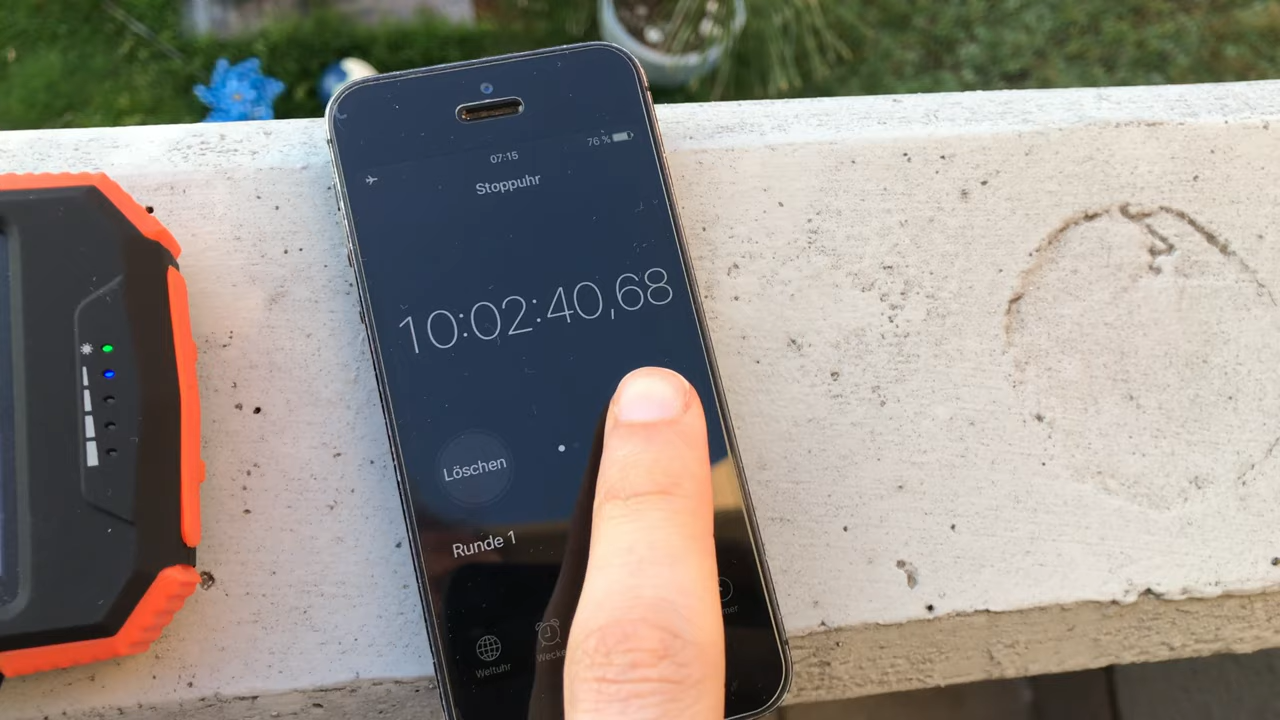 76 %
07:15
Stoppuhr
10:02:40,68
Löschen
Runde 1
Weltuhr